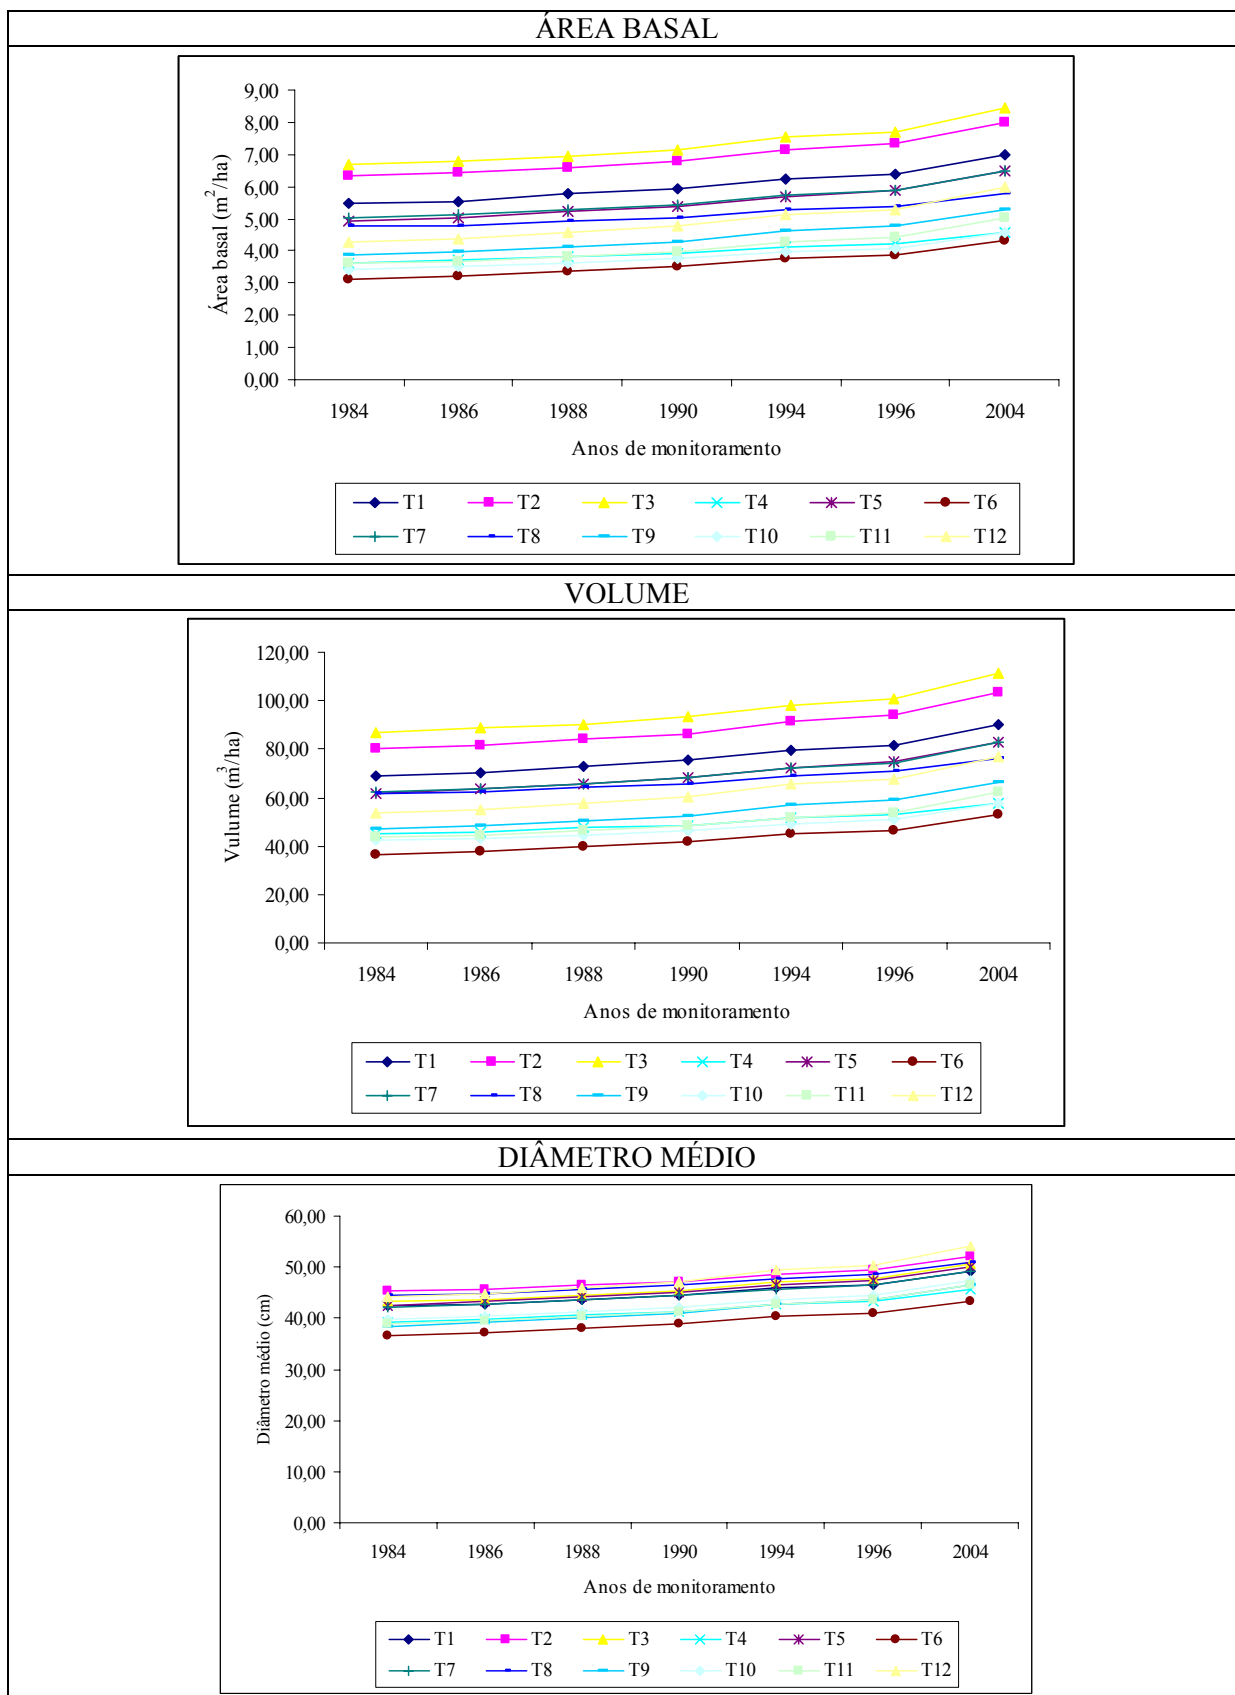 ÁREA BASAL
9,00
8,00
7,00
6,00
5,00
4,00
3,00
2,00
1,00
0,00
Área basal (m²/ha)
1984 1986 1988 1990 1994 1996 2004
Anos de monitoramento
T1 T2 T3 T4 T5 T6
T7 T8 T9 T10 T11 T12
VOLUME
120,00
100,00
80,00
60,00
40,00
20,00
0,00
Vulume (m³/ha)
1984 1986 1988 1990 1994 1996 2004
Anos de monitoramento
T1 T2 T3 T4 T5 T6
T7 T8 T9 T10 T11 T12
DIÂMETRO MÉDIO
60,00
50,00
40,00
30,00
20,00
10,00
0,00
Diâmetro médio (cm)
1984 1986 1988 1990 1994 1996 2004
Anos de monitoramento
T1 T2 T3 T4 T5 T6
T7 T8 T9 T10 T11 T12